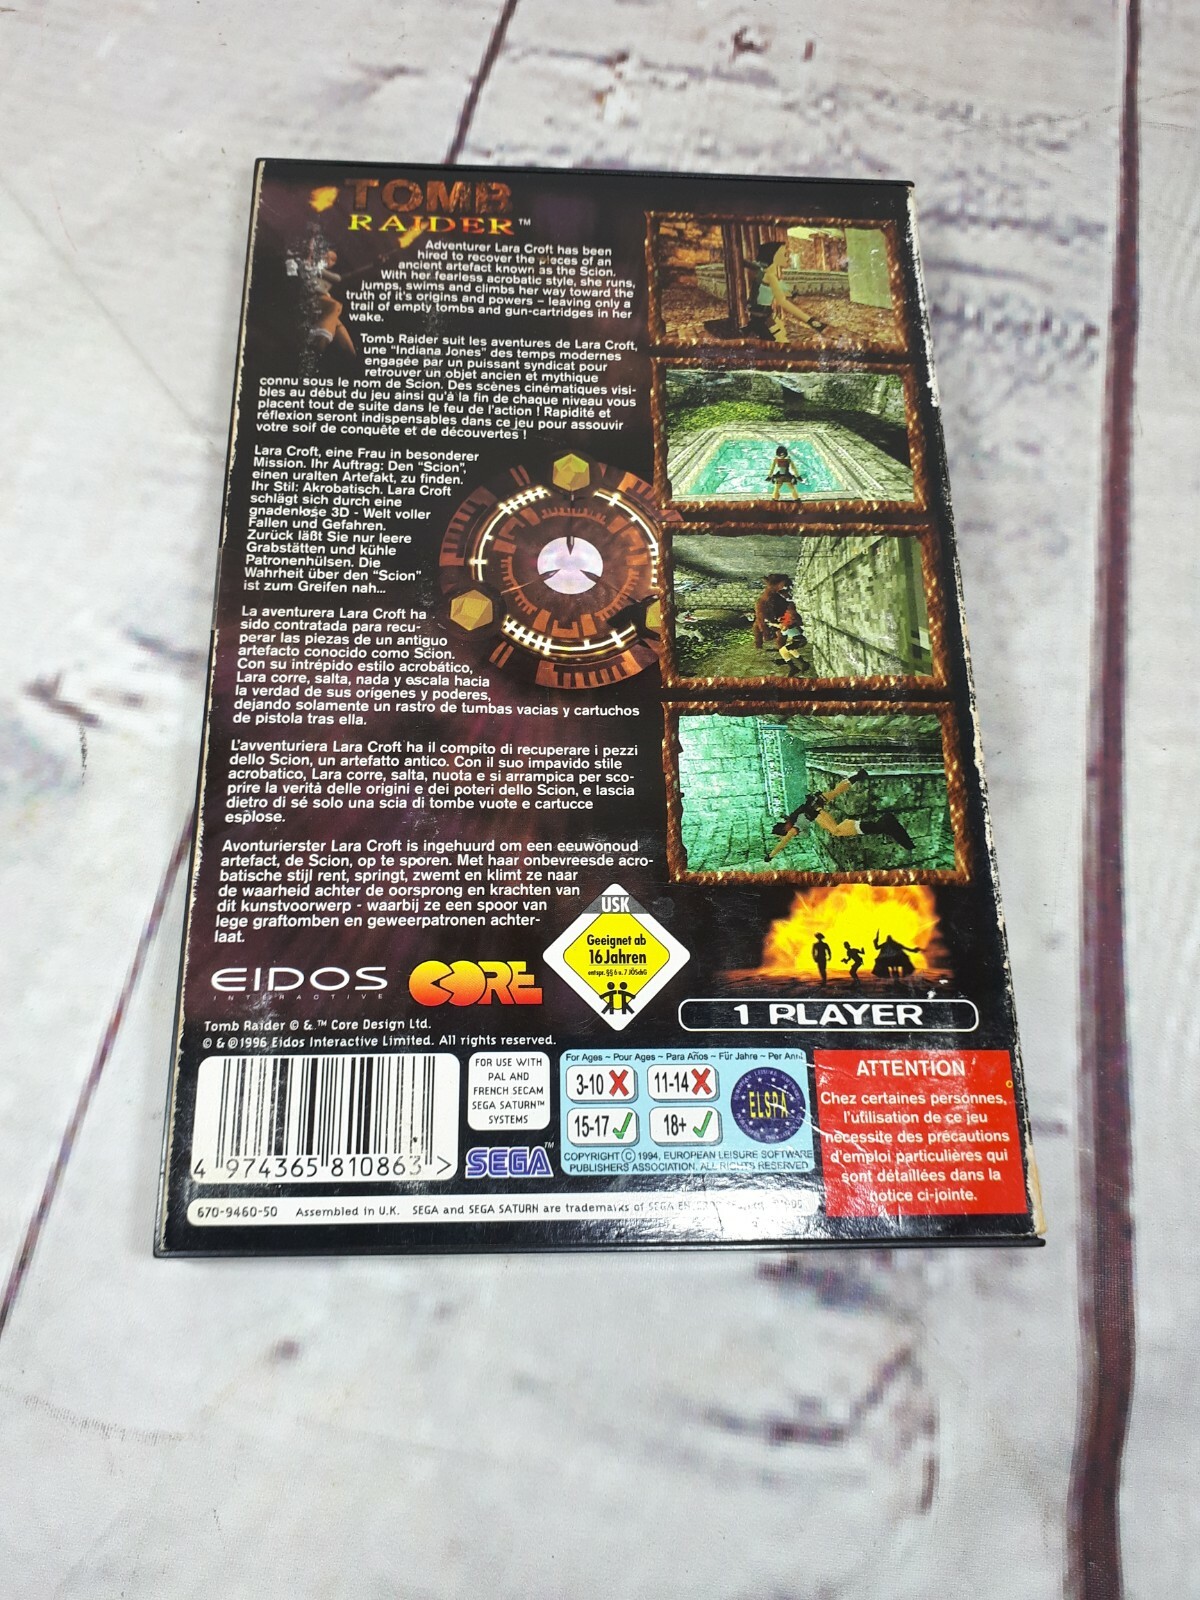 TOMB
RAIDER™
Adventurer Lara Croft has been
hired to recover the pieces of an
ancient artefact known as the Scion.
With her fearless acrobatic style, she runs,
jumps, swims and climbs her way toward the
truth of it's origins and powers – leaving only a
trail of empty tombs and gun-cartridges in her
wake.
Tomb Raider suit les aventures de Lara Croft,
une "Indiana Jones" des temps modernes
engagée par un puissant syndicat pour
retrouver un objet ancien et mythique
connu sous le nom de Scion. Des scènes cinématiques visi-
bles au début du jeu ainsi qu'à la fin de chaque niveau vous
placent tout de suite dans le feu de l'action ! Rapidité et
réflexion seront indispensables dans ce jeu pour assouvir
votre soif de conquête et de découvertes !
Lara Croft, eine Frau in besonderer
Mission. Ihr Auftrag: Den "Scion",
einen uralten Artefakt, zu finden.
Ihr Stil: Akrobatisch. Lara Croft
schlägt sich durch eine
gnadenlose 3D - Welt voller
Fallen und Gefahren.
Zurück läßt Sie nur leere
Grabstätten und kühle
Patronenhülsen. Die
Wahrheit über den "Scion"
ist zum Greifen nah...
La aventurera Lara Croft ha
sido contratada para recu-
perar las piezas de un antiguo
artefacto conocido como Scion.
Con su intrépido estilo acrobático,
Lara corre, salta, nada y escala hacia
la verdad de sus orígenes y poderes,
dejando solamente un rastro de tumbas vacias y cartuchos
de pistola tras ella.
L'avventuriera Lara Croft ha il compito di recuperare i pezzi
dello Scion, un artefatto antico. Con il suo impavido stile
acrobatico, Lara corre, salta, nuota e si arrampica per sco-
prire la verità delle origini e dei poteri dello Scion, e lascia
dietro di sé solo una scia di tombe vuote e cartucce
esplose.
Avonturierster Lara Croft is ingehuurd om een eeuwonoud
artefact, de Scion, op te sporen. Met haar onbevreesde acro-
batische stijl rent, springt, zwemt en klimt ze naar
de waarheid achter de oorsprong en krachten van
dit kunstvoorwerp - waarbij ze een spoor van
lege graftomben en geweerpatronen achter-
laat.
USK
Geeignet ab
16 Jahren
entspr. §§ 6 u. 7 JÖSchG
EIDOS
INTERACTIVE
CORE
1 PLAYER
Tomb Raider © & ™ Core Design Ltd.
© & ℗1996 Eidos Interactive Limited. All rights reserved.
4 974365 810863 >
FOR USE WITH
PAL AND
FRENCH SECAM
SEGA SATURN™
SYSTEMS
SEGA™
For Ages ~ Pour Ages ~ Para Años ~ Für Jahre ~ Per Anni
3-10 11-14
15-17 18+
ELSPA
COPYRIGHT © 1994, EUROPEAN LEISURE SOFTWARE
PUBLISHERS ASSOCIATION. ALL RIGHTS RESERVED
ATTENTION
Chez certaines personnes,
l'utilisation de ce jeu
nécessite des précautions
d'emploi particulières qui
sont détaillées dans la
notice ci-jointe.
670-9460-50 Assembled in U.K. SEGA and SEGA SATURN are trademarks of SEGA